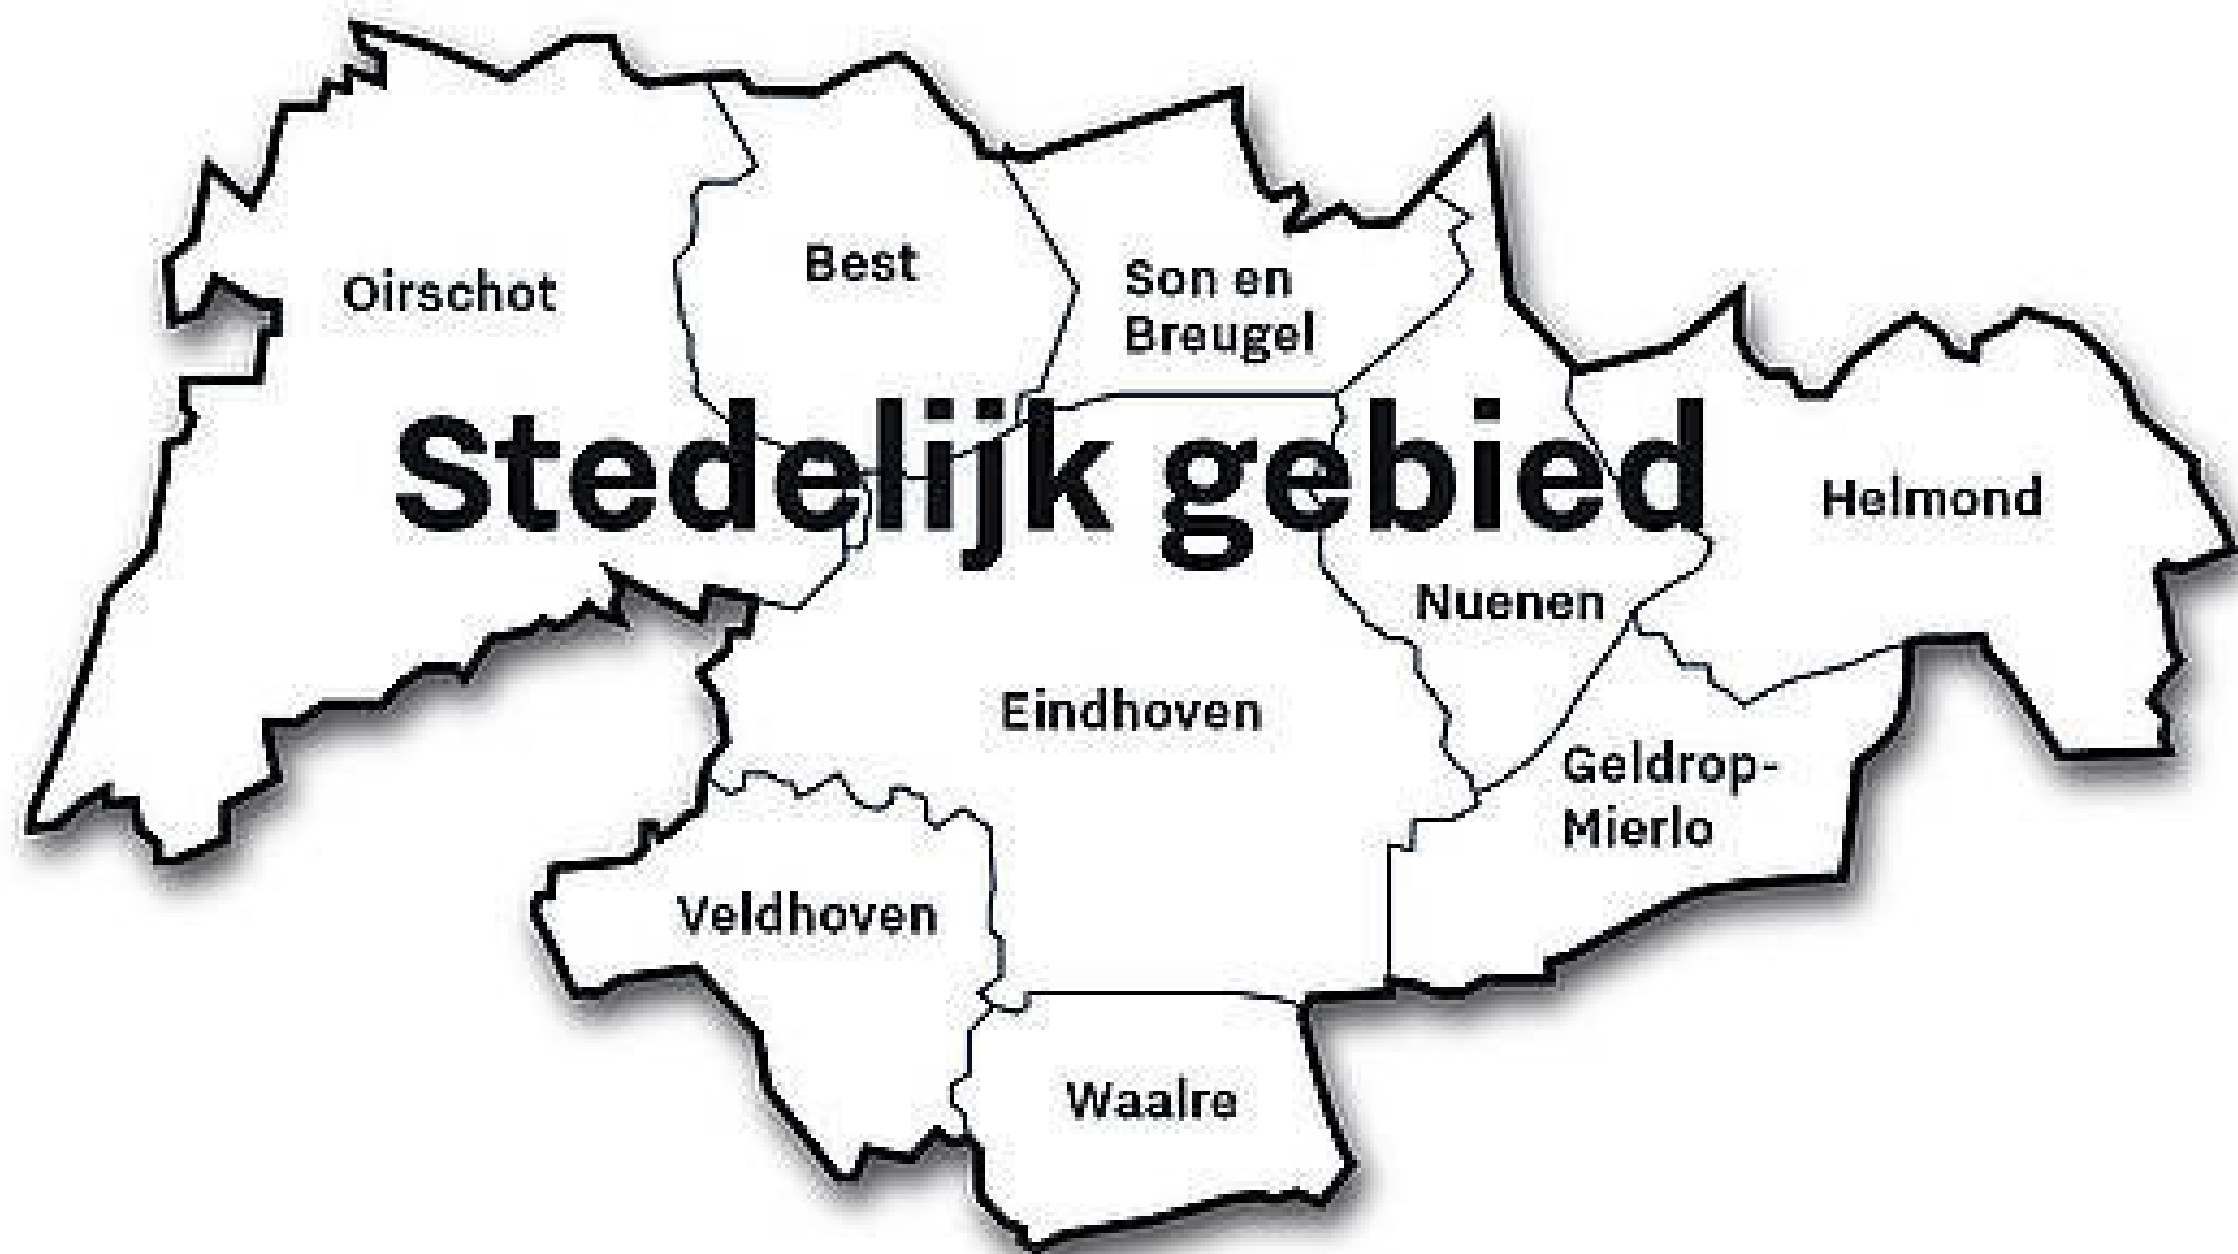 Oirschot
Best
Son en
Breugel
Stedelijk gebied
Helmond
Nuenen
Eindhoven
Geldrop-
Mierlo
Veldhoven
Waalre